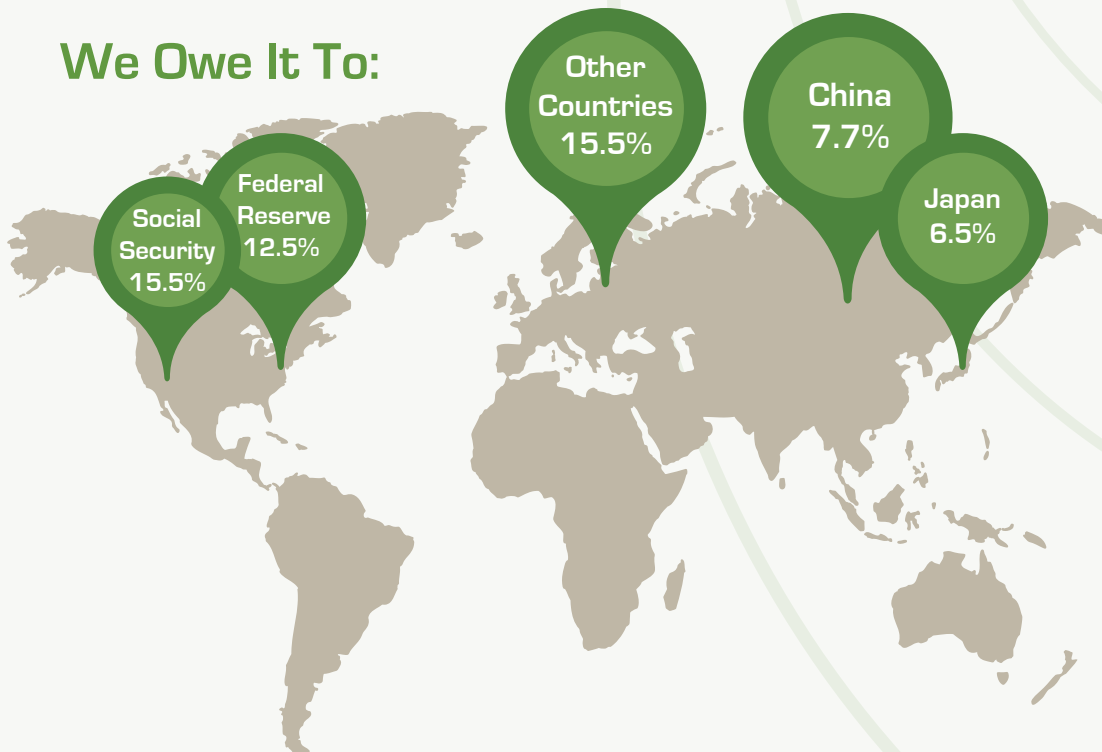 We Owe It To:
Social
Security
15.5%
Federal
Reserve
12.5%
Other
Countries
15.5%
China
7.7%
Japan
6.5%